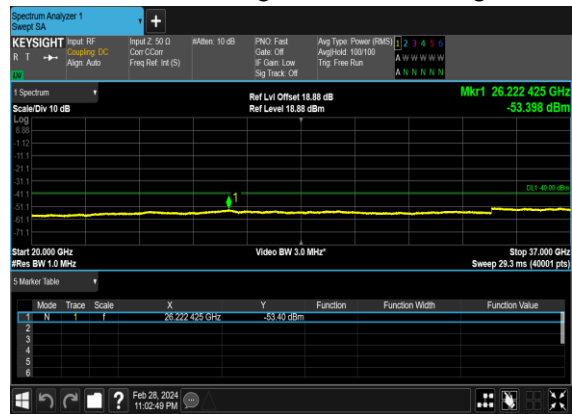 Spectrum Analyzer 1
Swept SA
KEYSIGHT Input: RF Input Z: 50 Ω #Atten: 10 dB PNO: Fast Avg Type: Power (RMS) 1 2 3 4 5 6
R T Coupling: DC Corr CCorr Gate: Off Avg|Hold: 100/100 A W W W W W
Align: Auto Freq Ref: Int (S) IF Gain: Low Trig: Free Run
Sig Track: Off A N N N N N
1 Spectrum Ref Lvl Offset 18.88 dB Mkr1 26.222 425 GHz
Scale/Div 10 dB Ref Level 18.88 dBm -53.398 dBm
Log
8.88
-1.12
-11.1
-21.1
-31.1
DL1 -40.00 dBm
-41.1
1
-51.1
-61.1
-71.1
Start 20.000 GHz Video BW 3.0 MHz* Stop 37.000 GHz
#Res BW 1.0 MHz Sweep 29.3 ms (40001 pts)
5 Marker Table
Mode Trace Scale X Y Function Function Width Function Value
1 N 1 f 26.222 425 GHz -53.40 dBm
2
3
4
5
6
Feb 28, 2024
11:02:49 PM